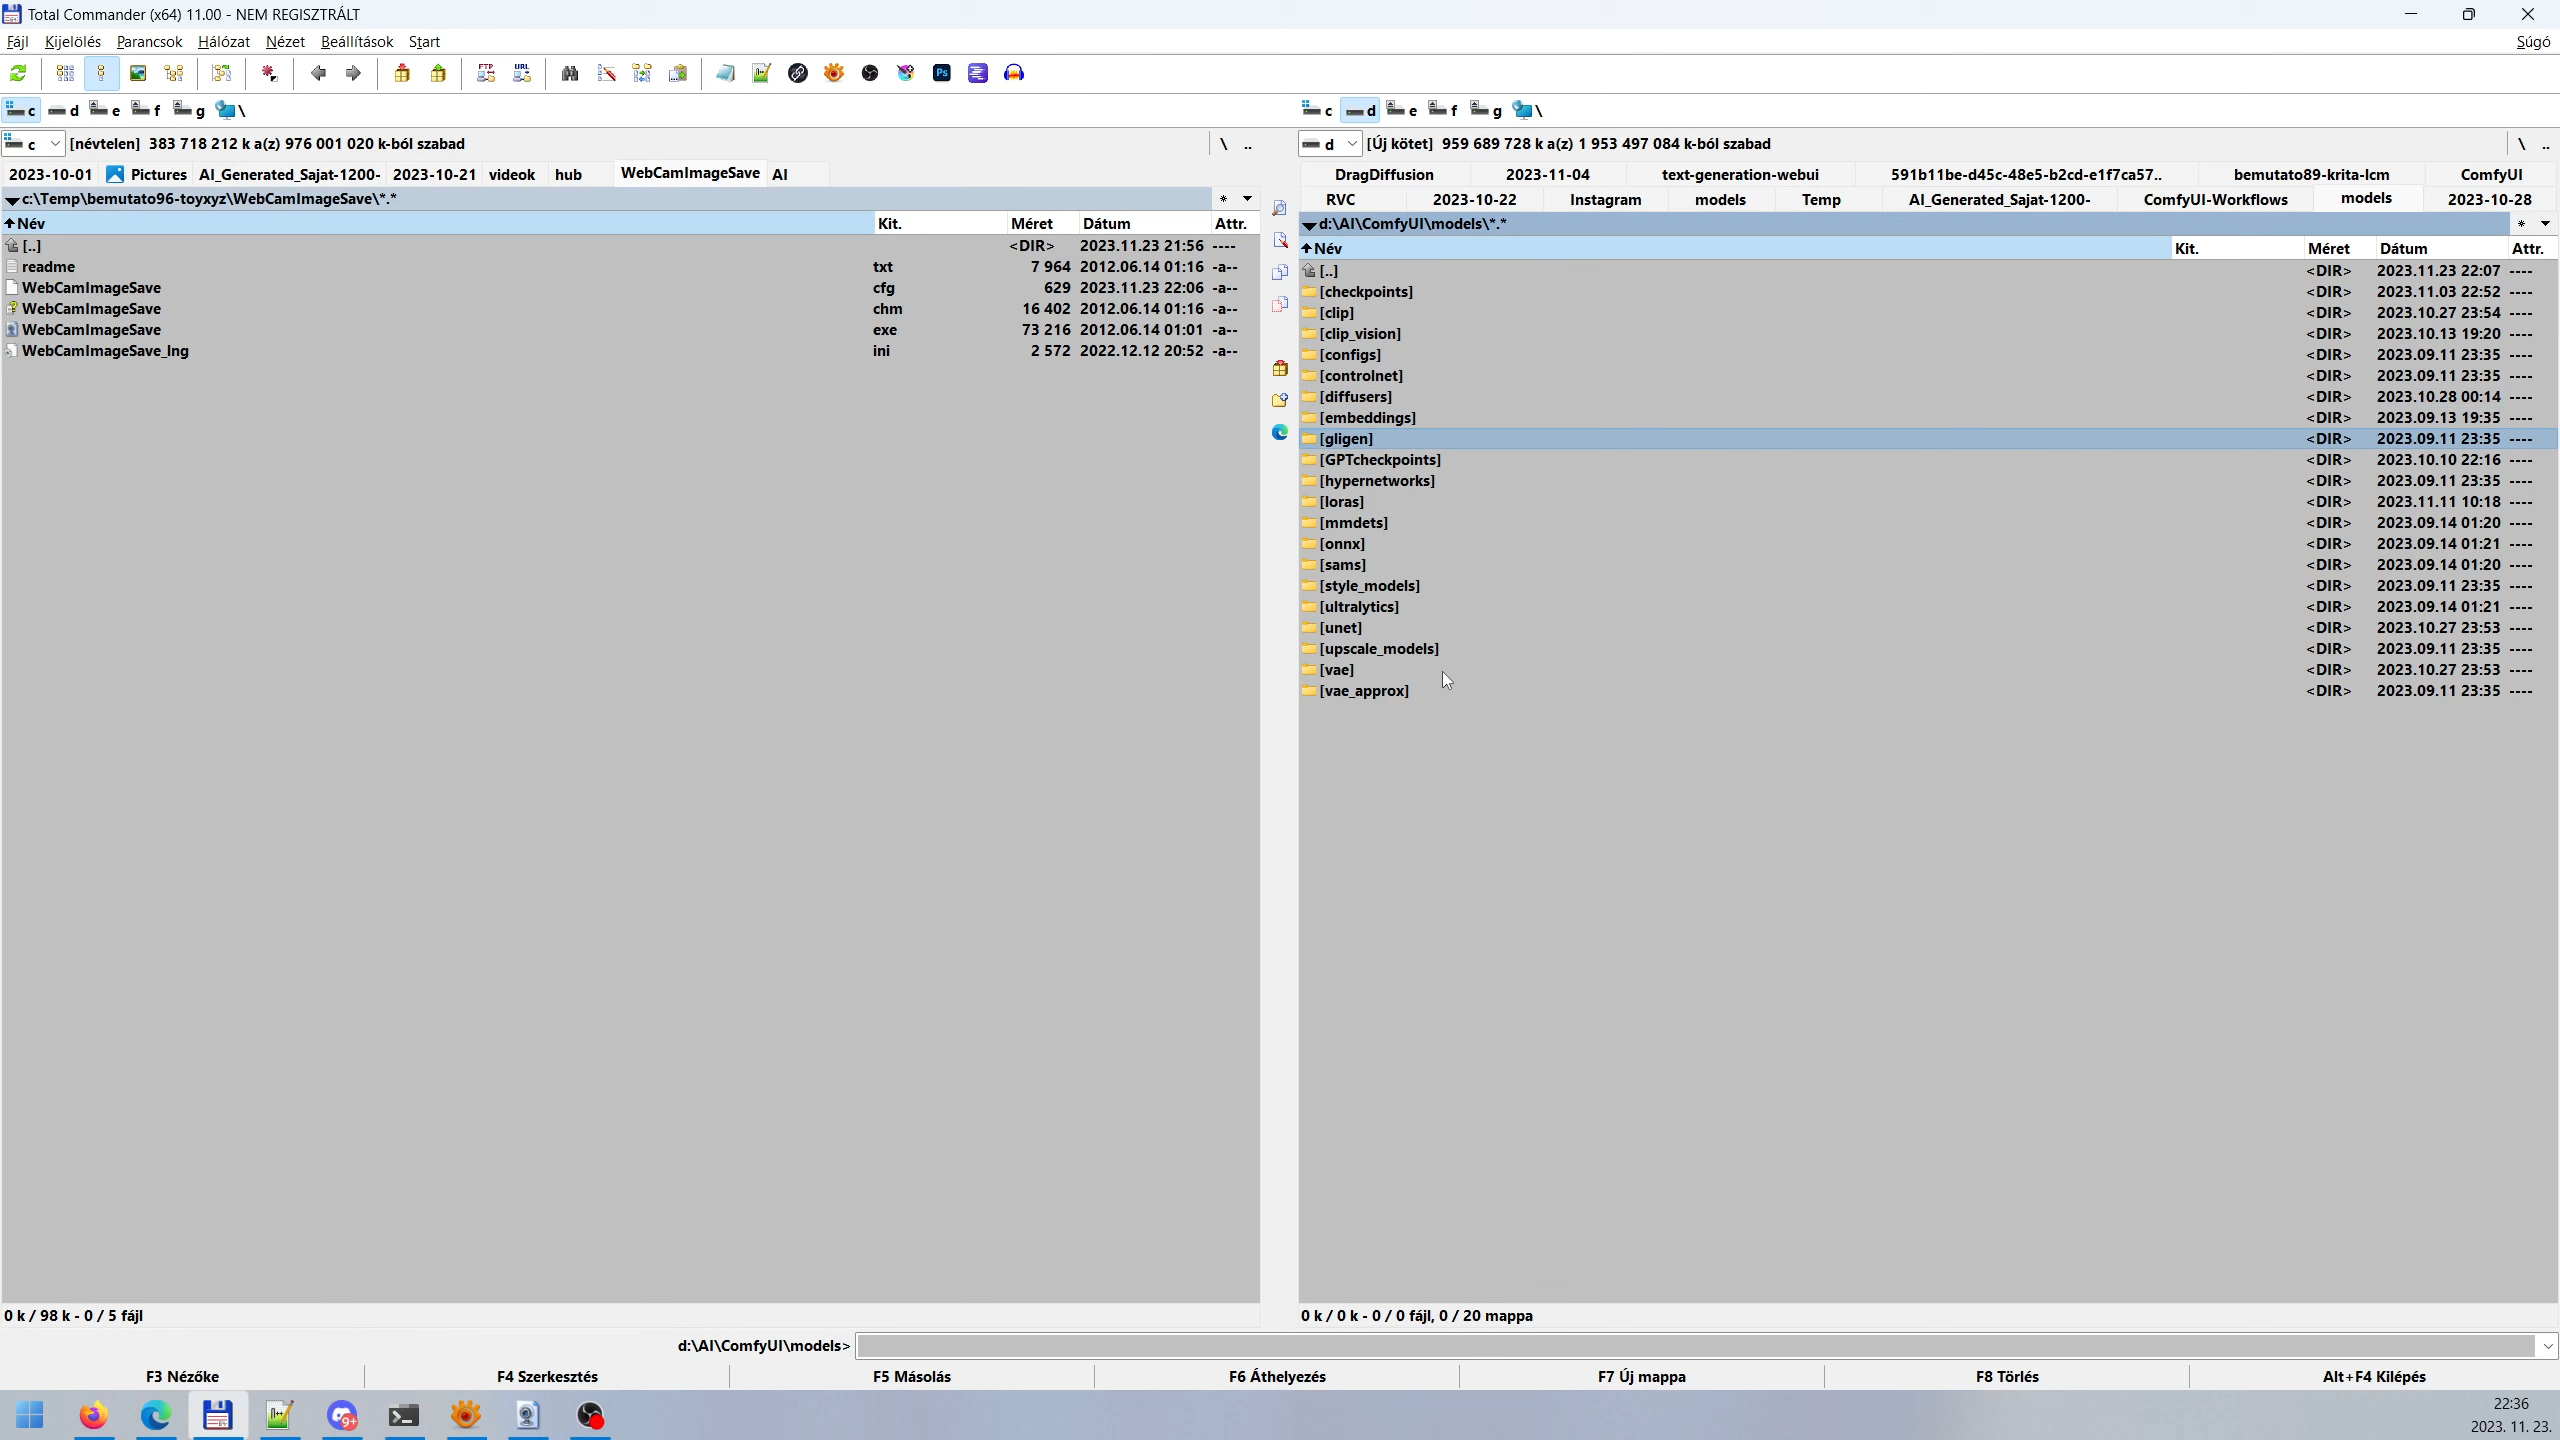 Total Commander (x64) 11.00 - NEM REGISZTRÁLT
Fájl Kijelölés Parancsok Hálózat Nézet Beállítások Start Súgó
FTP URL Ps
c d e f g \
c [névtelen] 383 718 212 k a(z) 976 001 020 k-ból szabad \ ..
2023-10-01 Pictures AI_Generated_Sajat-1200- 2023-10-21 videok hub WebCamImageSave AI
c:\Temp\bemutato96-toyxyz\WebCamImageSave\*.* *
Név Kit. Méret Dátum Attr.
[..] <DIR> 2023.11.23 21:56 ----
readme txt 7 964 2012.06.14 01:16 -a--
WebCamImageSave cfg 629 2023.11.23 22:06 -a--
WebCamImageSave chm 16 402 2012.06.14 01:16 -a--
WebCamImageSave exe 73 216 2012.06.14 01:01 -a--
WebCamImageSave_lng ini 2 572 2022.12.12 20:52 -a--
0 k / 98 k - 0 / 5 fájl
c d e f g \
d [Új kötet] 959 689 728 k a(z) 1 953 497 084 k-ból szabad \ ..
DragDiffusion 2023-11-04 text-generation-webui 591b11be-d45c-48e5-b2cd-e1f7ca57.. bemutato89-krita-lcm ComfyUI
RVC 2023-10-22 Instagram models Temp AI_Generated_Sajat-1200- ComfyUI-Workflows models 2023-10-28
d:\AI\ComfyUI\models\*.* *
Név Kit. Méret Dátum Attr.
[..] <DIR> 2023.11.23 22:07 ----
[checkpoints] <DIR> 2023.11.03 22:52 ----
[clip] <DIR> 2023.10.27 23:54 ----
[clip_vision] <DIR> 2023.10.13 19:20 ----
[configs] <DIR> 2023.09.11 23:35 ----
[controlnet] <DIR> 2023.09.11 23:35 ----
[diffusers] <DIR> 2023.10.28 00:14 ----
[embeddings] <DIR> 2023.09.13 19:35 ----
[gligen] <DIR> 2023.09.11 23:35 ----
[GPTcheckpoints] <DIR> 2023.10.10 22:16 ----
[hypernetworks] <DIR> 2023.09.11 23:35 ----
[loras] <DIR> 2023.11.11 10:18 ----
[mmdets] <DIR> 2023.09.14 01:20 ----
[onnx] <DIR> 2023.09.14 01:21 ----
[sams] <DIR> 2023.09.14 01:20 ----
[style_models] <DIR> 2023.09.11 23:35 ----
[ultralytics] <DIR> 2023.09.14 01:21 ----
[unet] <DIR> 2023.10.27 23:53 ----
[upscale_models] <DIR> 2023.09.11 23:35 ----
[vae] <DIR> 2023.10.27 23:53 ----
[vae_approx] <DIR> 2023.09.11 23:35 ----
0 k / 0 k - 0 / 0 fájl, 0 / 20 mappa
d:\AI\ComfyUI\models>
F3 Nézőke F4 Szerkesztés F5 Másolás F6 Áthelyezés F7 Új mappa F8 Törlés Alt+F4 Kilépés
9+
22:36
2023. 11. 23.